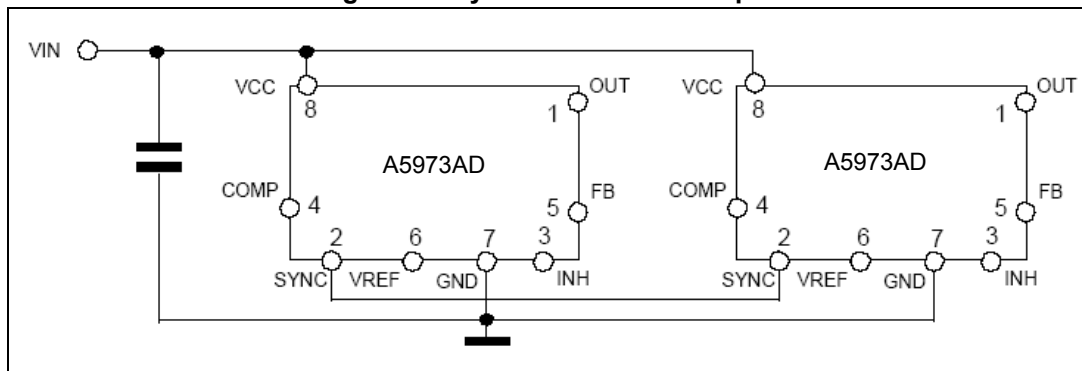 VIN
VCC
8
OUT
1
A5973AD
COMP
4
5
FB
2
6
7
3
SYNC
VREF
GND
INH
VCC
8
OUT
1
A5973AD
COMP
4
5
FB
2
6
7
3
SYNC
VREF
GND
INH